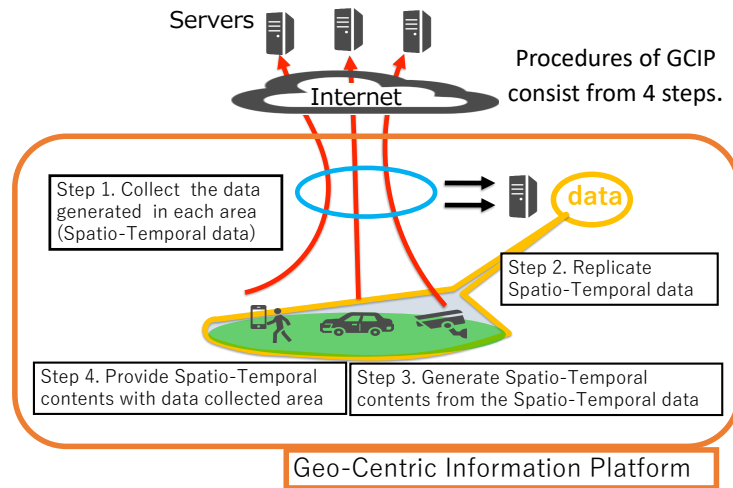 Servers
Procedures of GCIP
consist from 4 steps.
Internet
Step 1. Collect the data
generated in each area
(Spatio-Temporal data)
data
Step 2. Replicate
Spatio-Temporal data
Step 4. Provide Spatio-Temporal
contents with data collected area
Step 3. Generate Spatio-Temporal
contents from the Spatio-Temporal data
Geo-Centric Information Platform